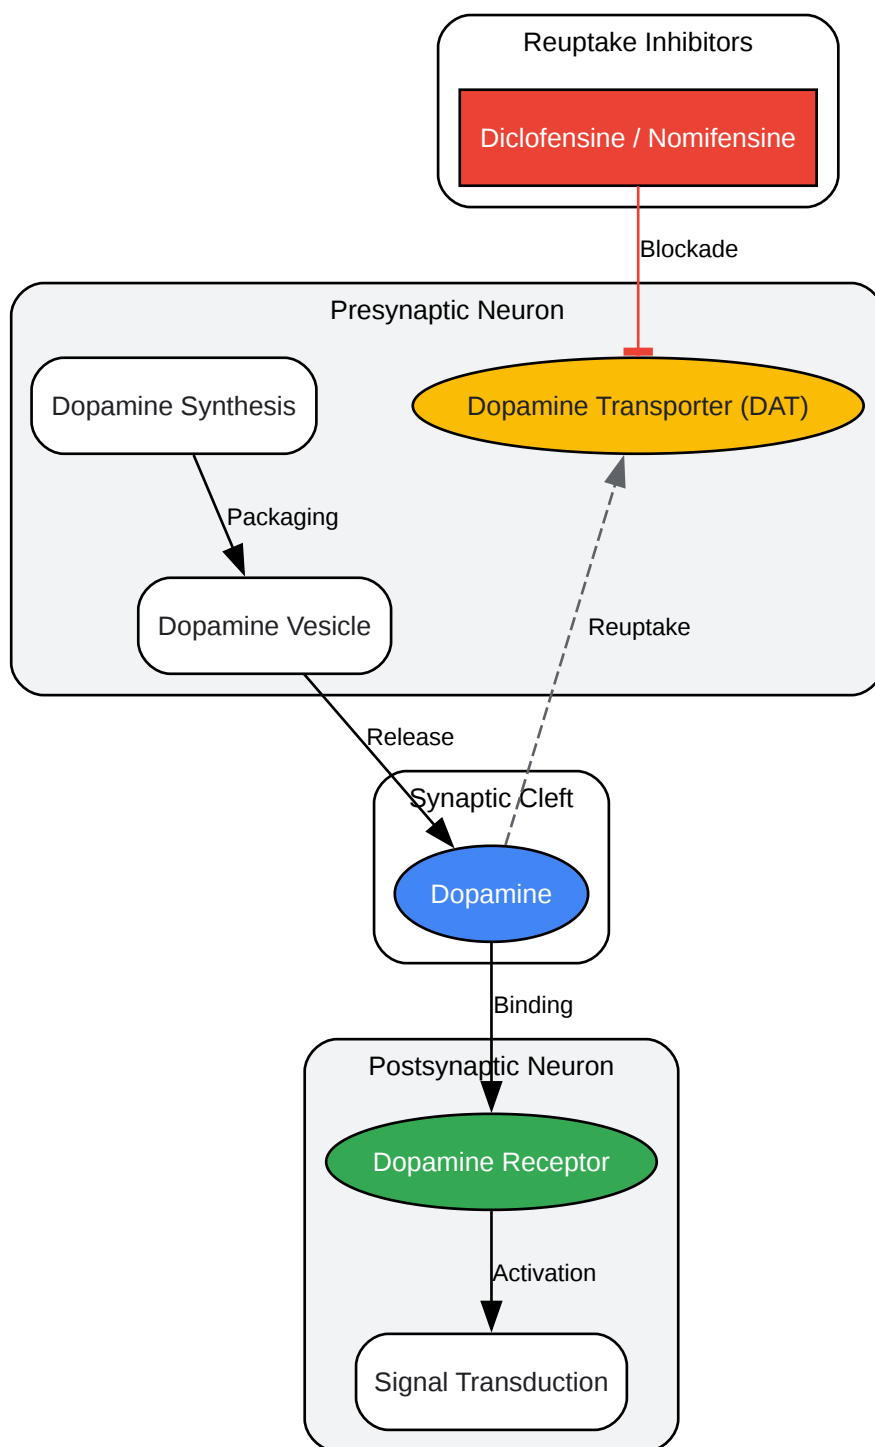 Reuptake Inhibitors
Diclofensine / Nomifensine
Blockade
Presynaptic Neuron
Dopamine Synthesis
Dopamine Transporter (DAT)
Packaging
Dopamine Vesicle
Reuptake
Release
Synaptic Cleft
Dopamine
Binding
Postsynaptic Neuron
Dopamine Receptor
Activation
Signal Transduction